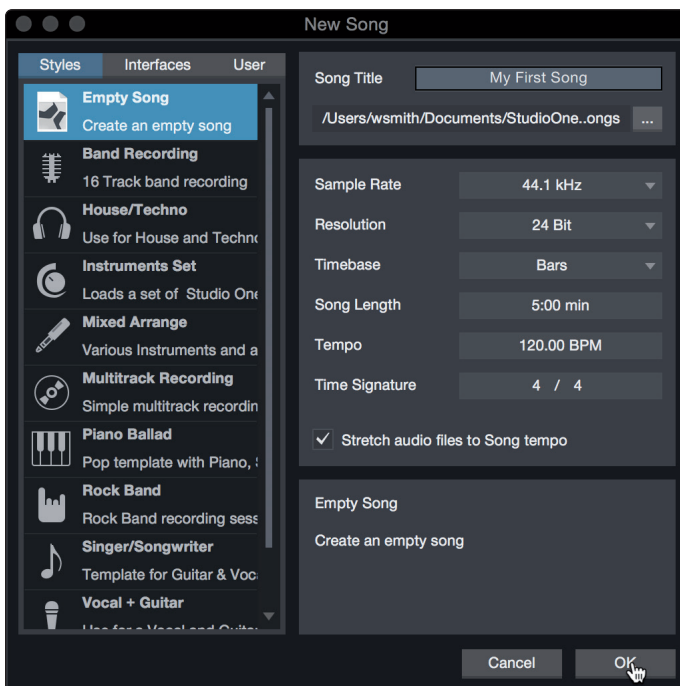 New Song
Styles Interfaces User
Empty Song
Create an empty song
Band Recording
16 Track band recording
House/Techno
Use for House and Techno
Instruments Set
Loads a set of Studio One
Mixed Arrange
Various Instruments and a
Multitrack Recording
Simple multitrack recordin
Piano Ballad
Pop template with Piano,
Rock Band
Rock Band recording sess
Singer/Songwriter
Template for Guitar & Voc
Vocal + Guitar
Use for a Vocal and Guitar
Song Title My First Song
/Users/wsmith/Documents/StudioOne..ongs ...
Sample Rate 44.1 kHz
Resolution 24 Bit
Timebase Bars
Song Length 5:00 min
Tempo 120.00 BPM
Time Signature 4 / 4
Stretch audio files to Song tempo
Empty Song
Create an empty song
Cancel OK